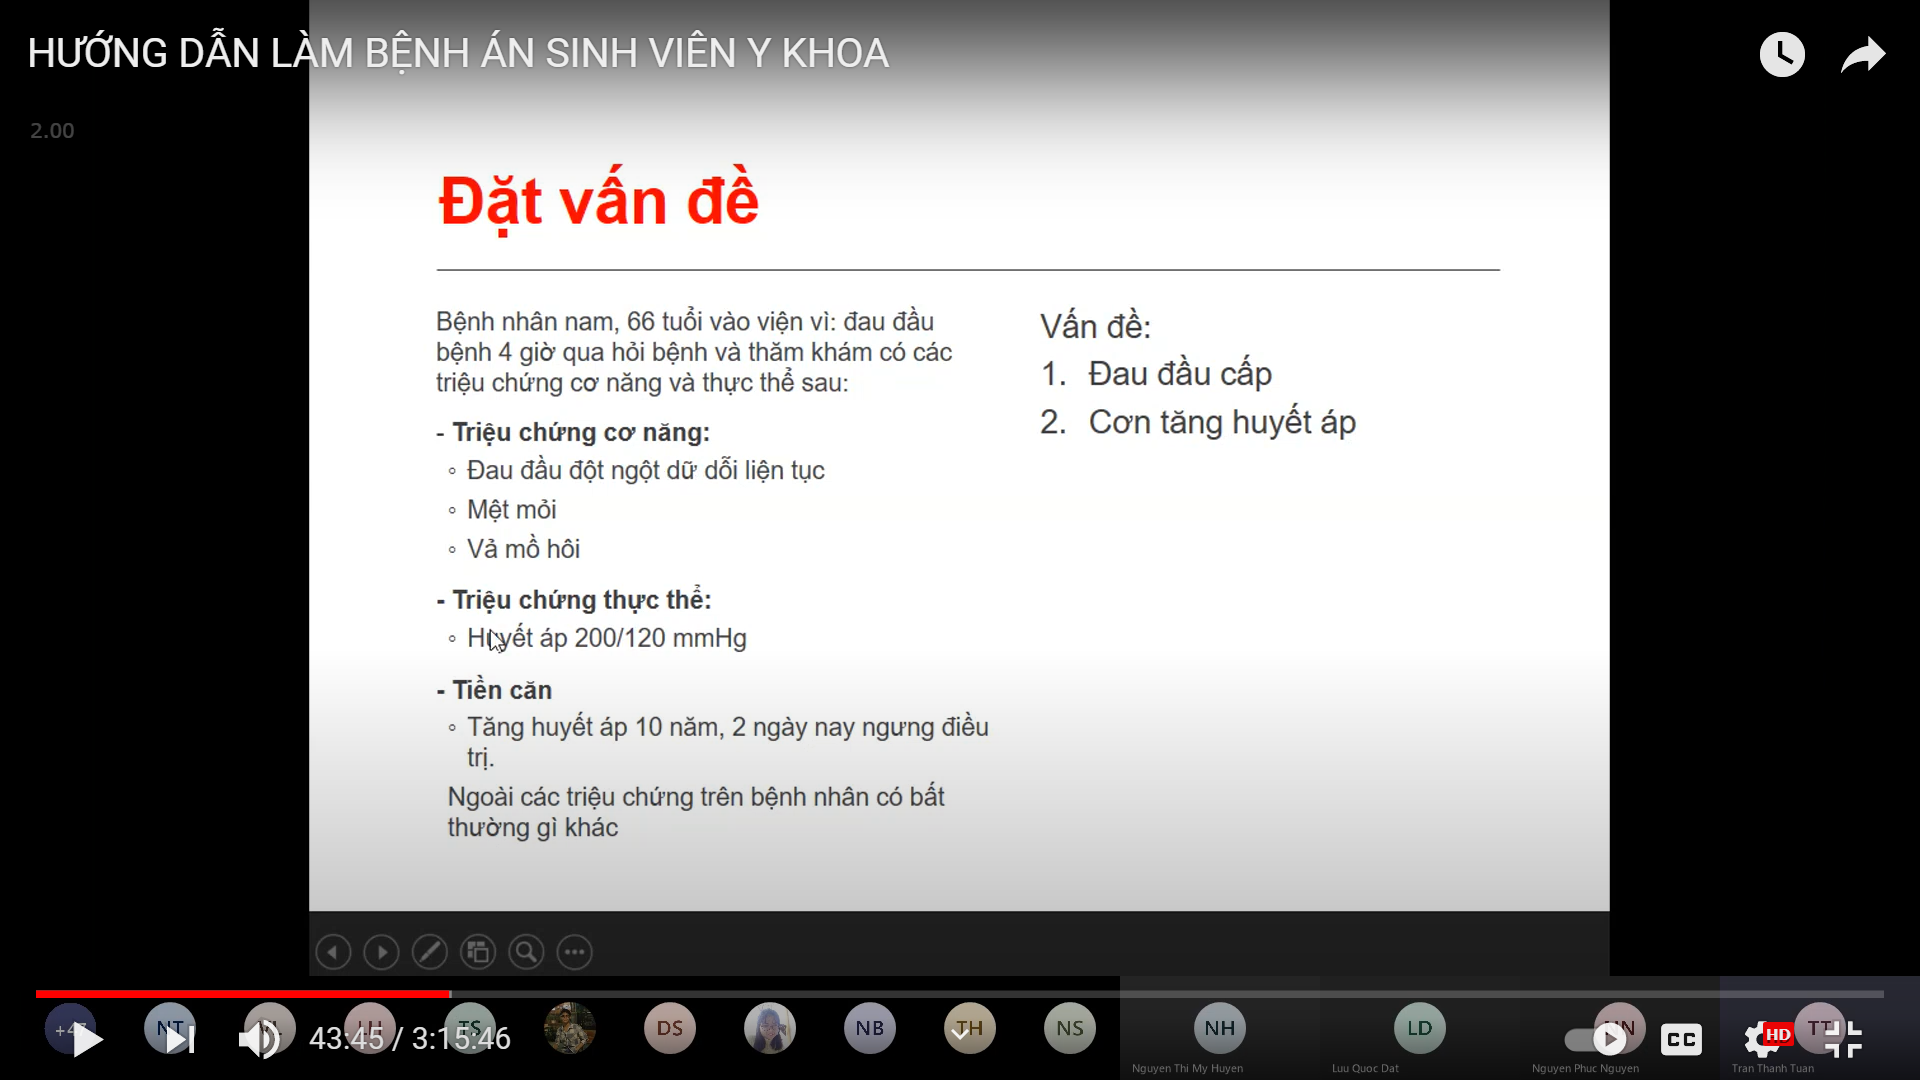 HƯỚNG DẪN LÀM BỆNH ÁN SINH VIÊN Y KHOA
2.00
Đặt vấn đề
Bệnh nhân nam, 66 tuổi vào viện vì: đau đầu
bệnh 4 giờ qua hỏi bệnh và thăm khám có các
triệu chứng cơ năng và thực thể sau:
- Triệu chứng cơ năng:
◦ Đau đầu đột ngột dữ dỗi liện tục
◦ Mệt mỏi
◦ Vả mồ hôi
- Triệu chứng thực thể:
◦ Huyết áp 200/120 mmHg
- Tiền căn
◦ Tăng huyết áp 10 năm, 2 ngày nay ngưng điều
trị.
Ngoài các triệu chứng trên bệnh nhân có bất
thường gì khác
Vấn đề:
1. Đau đầu cấp
2. Cơn tăng huyết áp
NT
LH
TS
DS
NB
TH
NS
NH
LD
TT
43:45 / 3:15:46
CC
HD
Nguyen Thi My Huyen
Luu Quoc Dat
Nguyen Phuc Nguyen
Tran Thanh Tuan